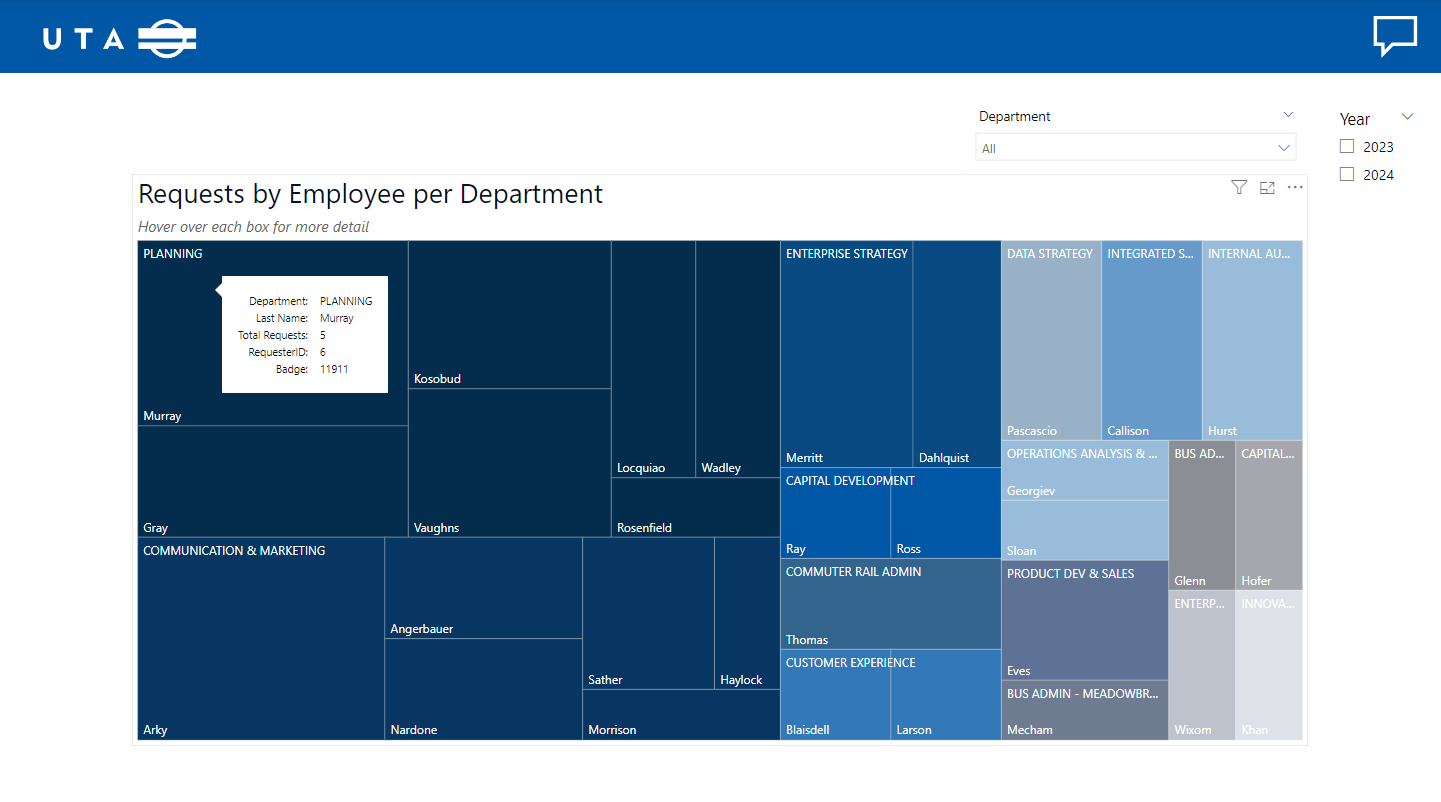 UTA
Department
All
Year
2023
2024
Requests by Employee per Department
Hover over each box for more detail
PLANNING
Department: PLANNING
Last Name: Murray
Total Requests: 5
RequesterID: 6
Badge: 11911
Murray
Gray
Kosobud
Vaughns
Locquiao
Wadley
Rosenfield
COMMUNICATION & MARKETING
Arky
Angerbauer
Nardone
Sather
Haylock
Morrison
ENTERPRISE STRATEGY
Merritt
Dahlquist
CAPITAL DEVELOPMENT
Ray
Ross
COMMUTER RAIL ADMIN
Thomas
CUSTOMER EXPERIENCE
Blaisdell
Larson
DATA STRATEGY
Pascascio
INTEGRATED S...
Callison
INTERNAL AU...
Hurst
OPERATIONS ANALYSIS & ...
Georgiev
Sloan
PRODUCT DEV & SALES
Eves
BUS ADMIN - MEADOWBR...
Mecham
BUS AD...
Glenn
CAPITAL...
Hofer
ENTERP...
Wixom
INNOVA...
Khan